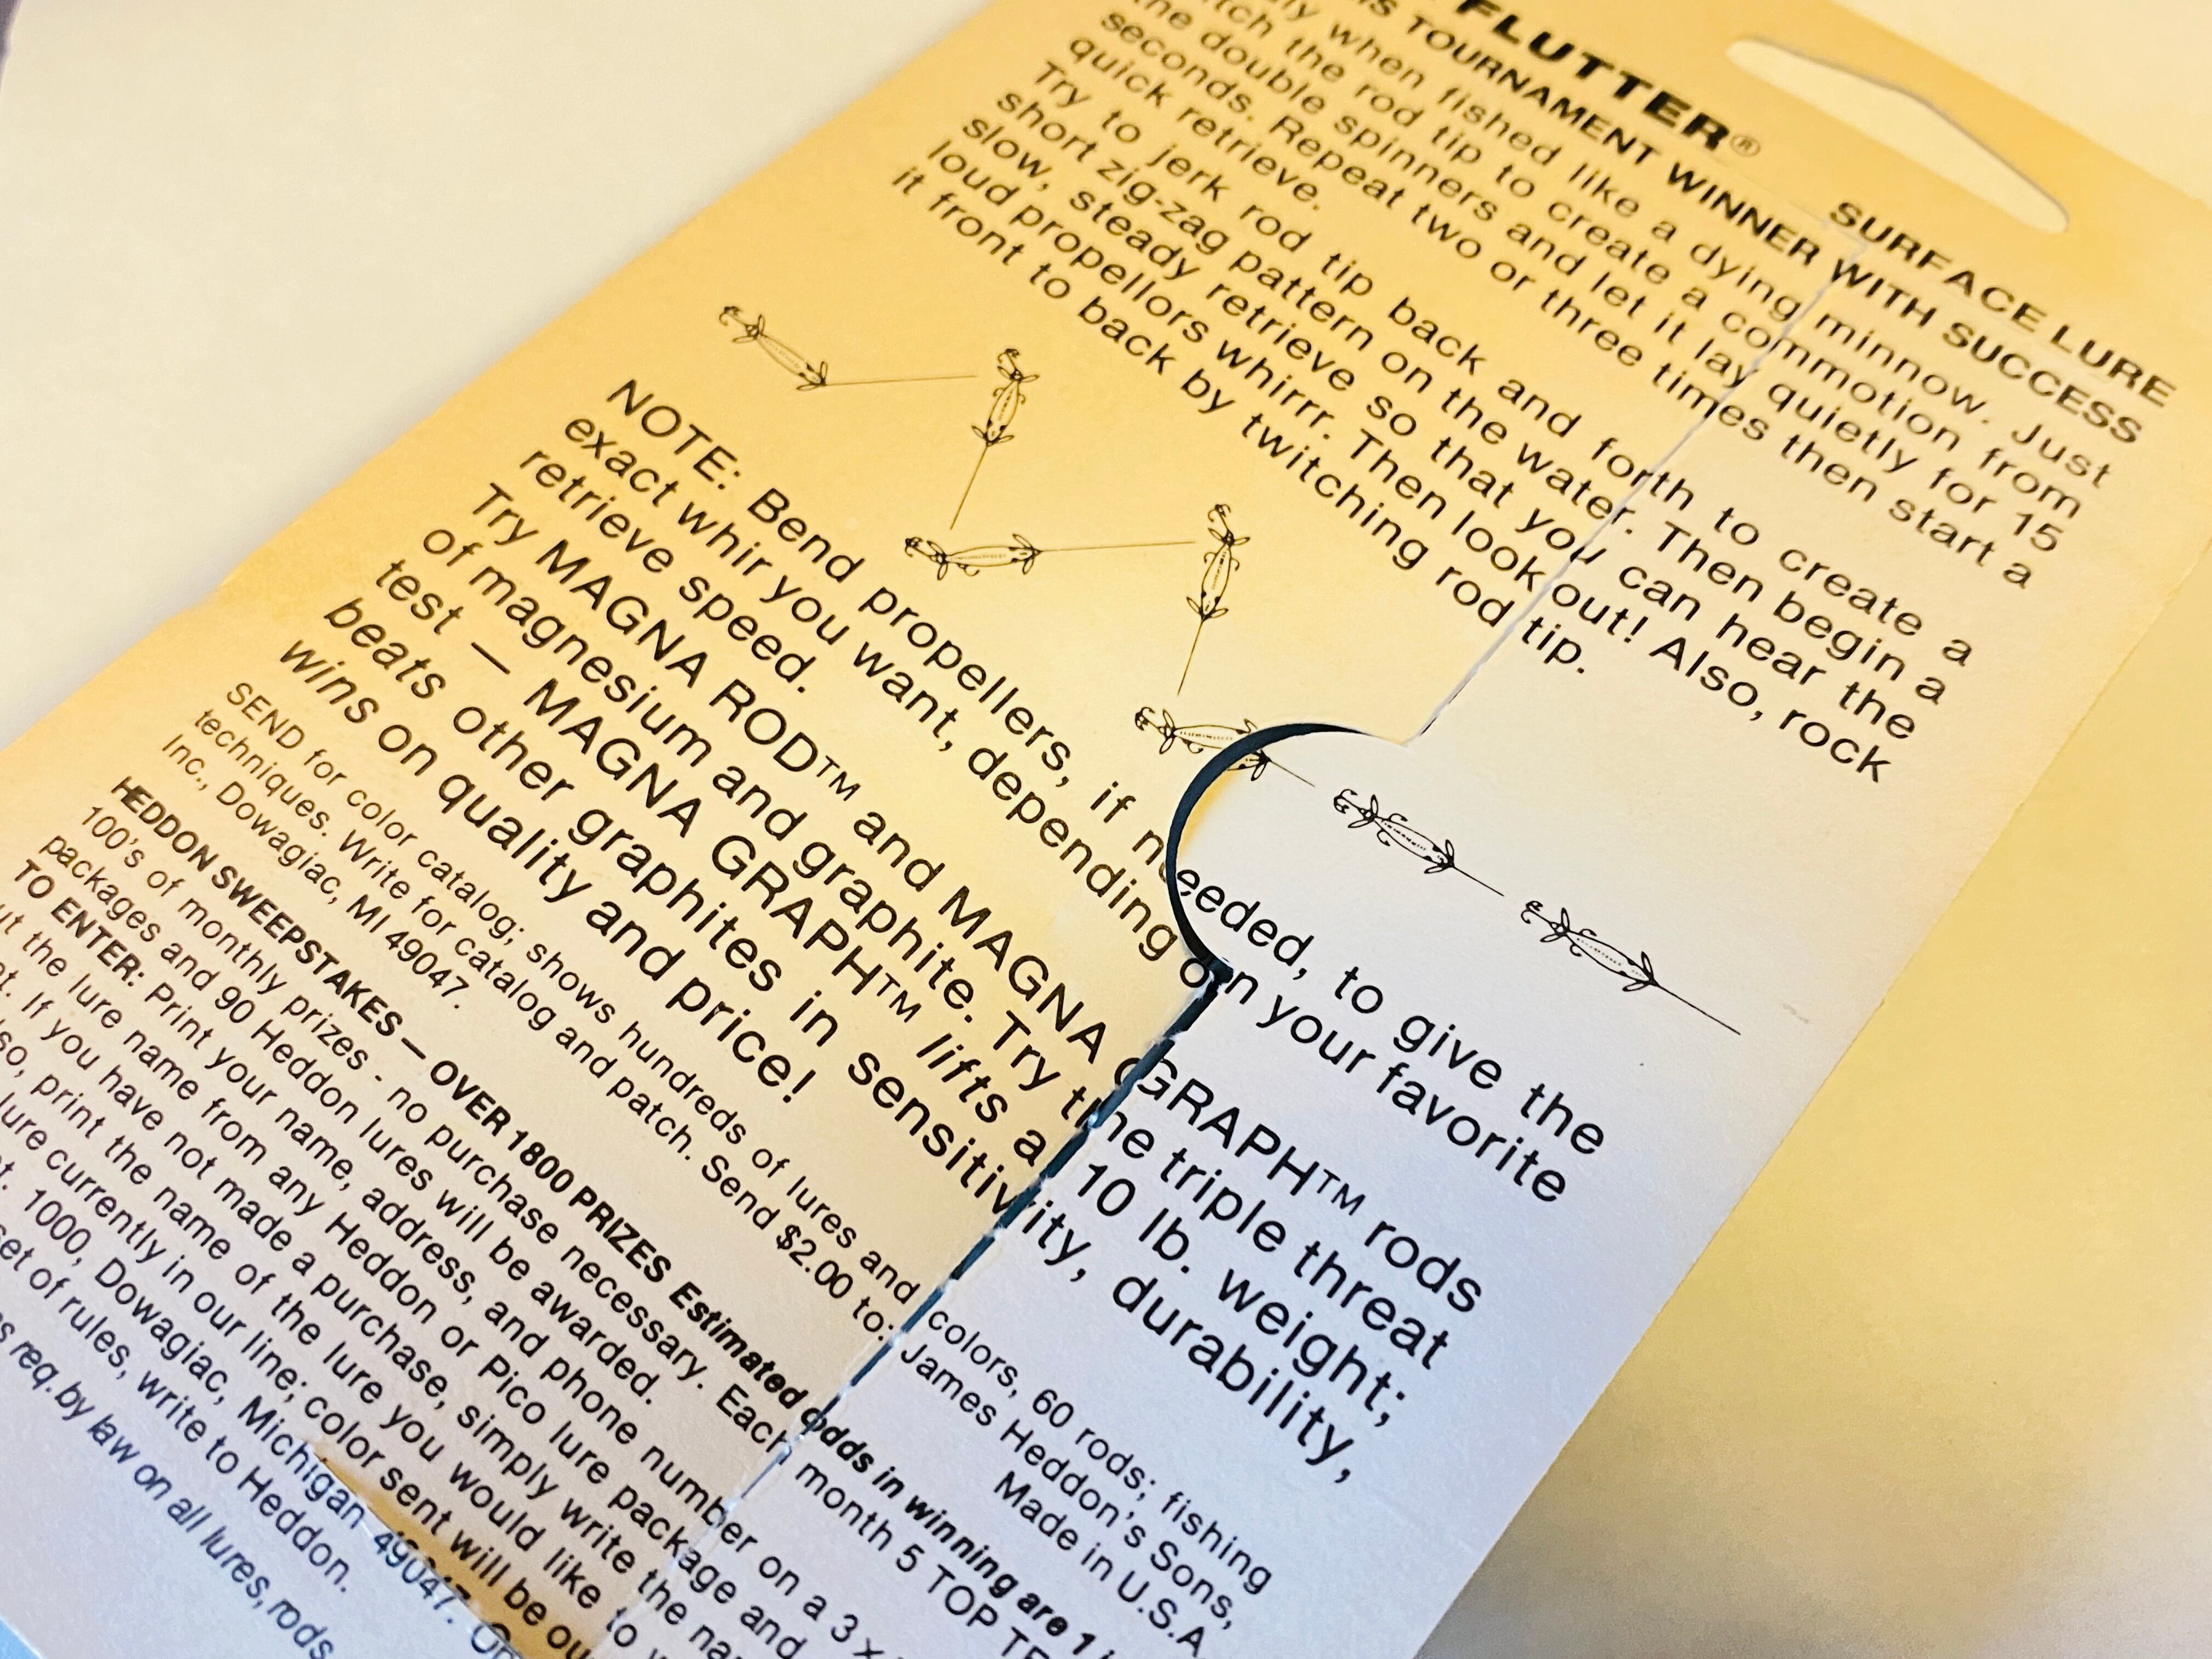 FLUTTER® SURFACE LURE
TOURNAMENT WINNER WITH SUCCESS
when fished like a dying minnow. Just
the rod tip to create a commotion from
the double spinners and let it lay quietly for 15
seconds. Repeat two or three times then start a
quick retrieve.
Try to jerk rod tip back and forth to create a
short zig-zag pattern on the water. Then begin a
slow, steady retrieve so that you can hear the
loud propellors whirrr. Then look out! Also, rock
it front to back by twitching rod tip.
NOTE: Bend propellers, if needed, to give the
exact whir you want, depending on your favorite
retrieve speed.
Try MAGNA ROD™ and MAGNA GRAPH™ rods
of magnesium and graphite. Try the triple threat
test — MAGNA GRAPH™ lifts a 10 lb. weight;
beats other graphites in sensitivity, durability,
wins on quality and price!
SEND for color catalog; shows hundreds of lures and colors, 60 rods; fishing
techniques. Write for catalog and patch. Send $2.00 to: James Heddon's Sons,
Inc., Dowagiac, MI 49047. Made in U.S.A.
HEDDON SWEEPSTAKES — OVER 1800 PRIZES Estimated odds in winning are 1
100's of monthly prizes - no purchase necessary. Each month 5 TOP
packages and 90 Heddon lures will be awarded.
TO ENTER: Print your name, address, and phone number on a 3 x
the lure name from any Heddon or Pico lure package and
If you have not made a purchase, simply write the
print the name of the lure you would like to
lure currently in our line; color sent will be
1000, Dowagiac, Michigan 49047.
set of rules, write to Heddon.
req. by law on all lures, rods